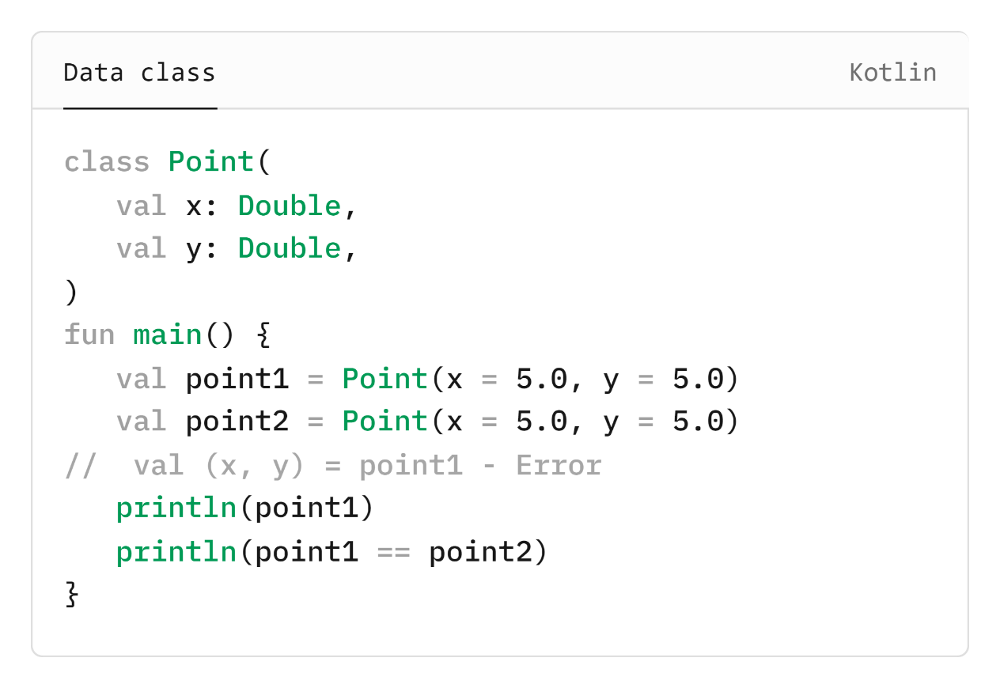 Data class
Kotlin
class Point(
   val x: Double,
   val y: Double,
)
fun main() {
   val point1 = Point(x = 5.0, y = 5.0)
   val point2 = Point(x = 5.0, y = 5.0)
//  val (x, y) = point1 - Error
   println(point1)
   println(point1 == point2)
}